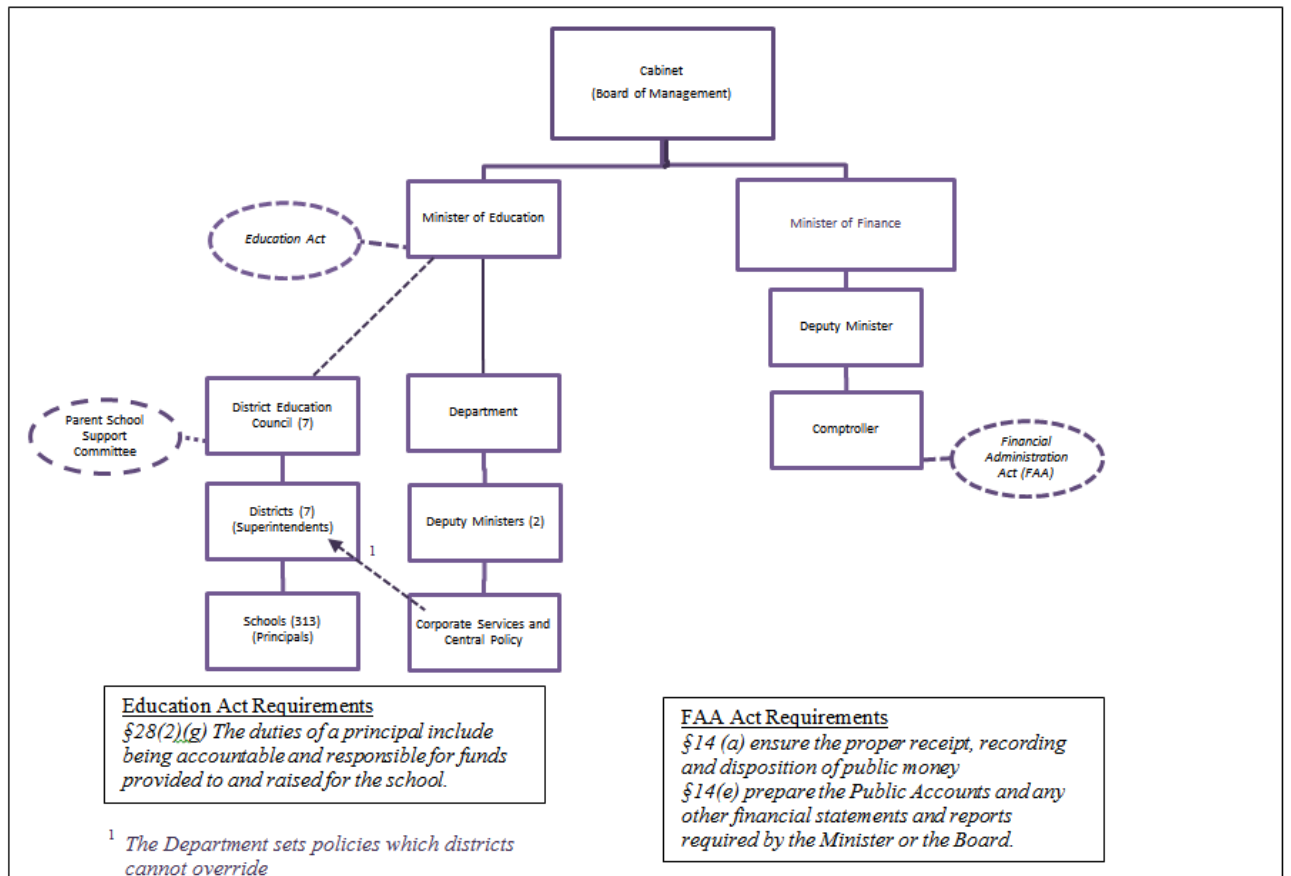 Cabinet
(Board of Management)
Minister of Education
Minister of Finance
Education Act
Deputy Minister
District Education
Council (7)
Department
Parent School
Support
Committee
Comptroller
Financial
Administration
Act (FAA)
Districts (7)
(Superintendents)
Deputy Ministers (2)
1
Schools (313)
(Principals)
Corporate Services and
Central Policy
Education Act Requirements
§28(2)(g) The duties of a principal include
being accountable and responsible for funds
provided to and raised for the school.
FAA Act Requirements
§14 (a) ensure the proper receipt, recording
and disposition of public money
§14(e) prepare the Public Accounts and any
other financial statements and reports
required by the Minister or the Board.
1 The Department sets policies which districts
cannot override